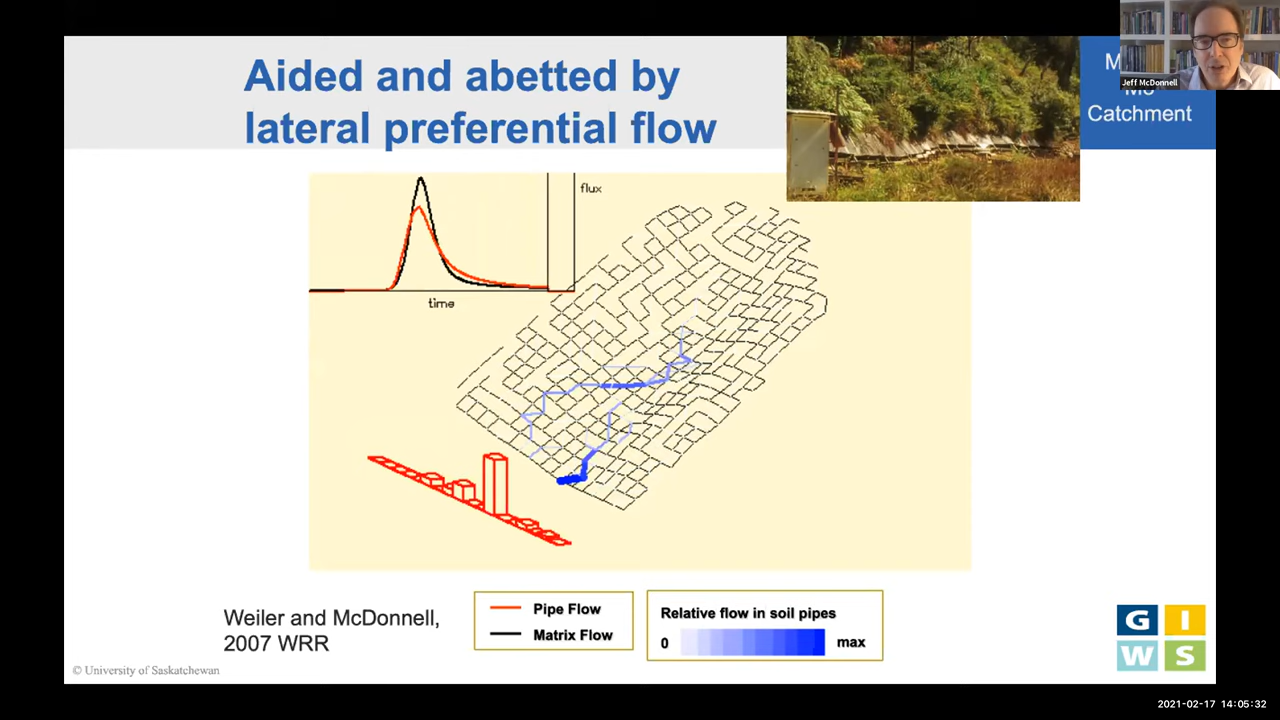 Aided and abetted by
lateral preferential flow
Catchment
Jeff McDonnell
flux
time
Weiler and McDonnell,
2007 WRR
Pipe Flow
Matrix Flow
Relative flow in soil pipes
0
max
G I
W S
© University of Saskatchewan
2021-02-17 14:05:32